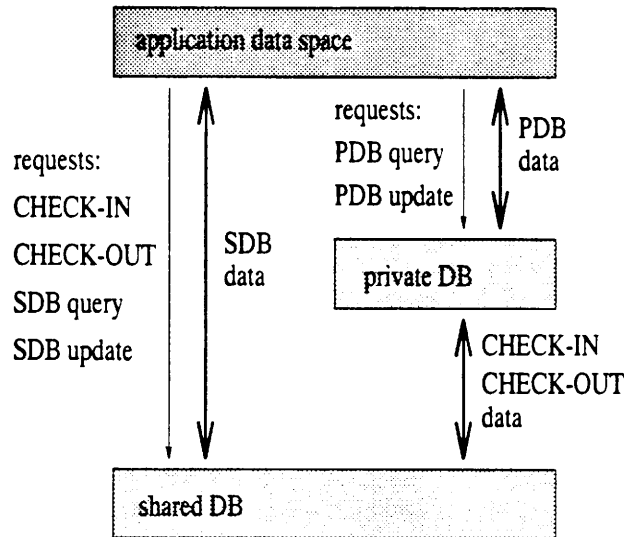 application data space
requests:
CHECK-IN
CHECK-OUT
SDB query
SDB update
SDB
data
requests:
PDB query
PDB update
PDB
data
private DB
CHECK-IN
CHECK-OUT
data
shared DB